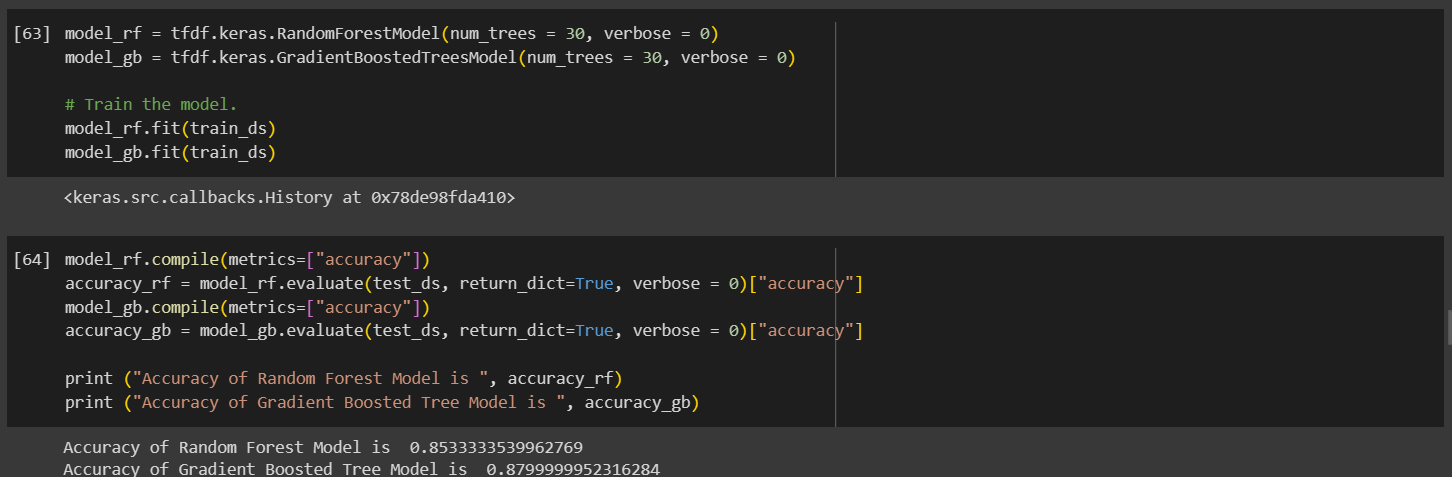 [63] model_rf = tfdf.keras.RandomForestModel(num_trees = 30, verbose = 0)
model_gb = tfdf.keras.GradientBoostedTreesModel(num_trees = 30, verbose = 0)
# Train the model.
model_rf.fit(train_ds)
model_gb.fit(train_ds)
<keras.src.callbacks.History at 0x78de98fda410>
[64] model_rf.compile(metrics=["accuracy"])
accuracy_rf = model_rf.evaluate(test_ds, return_dict=True, verbose = 0)["accuracy"]
model_gb.compile(metrics=["accuracy"])
accuracy_gb = model_gb.evaluate(test_ds, return_dict=True, verbose = 0)["accuracy"]
print ("Accuracy of Random Forest Model is ", accuracy_rf)
print ("Accuracy of Gradient Boosted Tree Model is ", accuracy_gb)
Accuracy of Random Forest Model is  0.8533333539962769
Accuracy of Gradient Boosted Tree Model is  0.8799999952316284